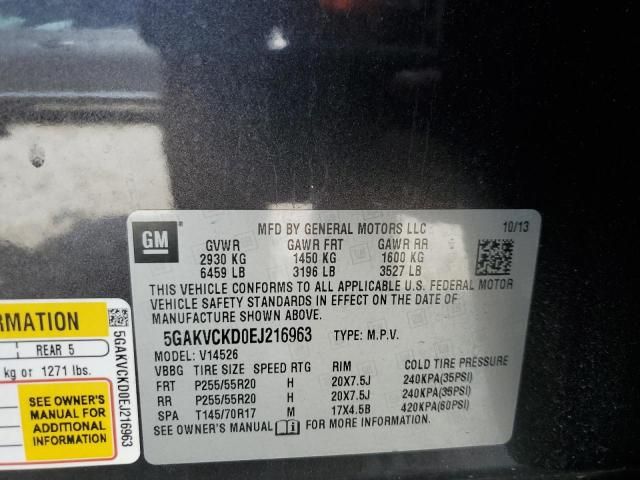 GM
MFD BY GENERAL MOTORS LLC 10/13
GVWR GAWR FRT GAWR RR
2930 KG 1450 KG 1600 KG
6459 LB 3196 LB 3527 LB
THIS VEHICLE CONFORMS TO ALL APPLICABLE U.S. FEDERAL MOTOR
VEHICLE SAFETY STANDARDS IN EFFECT ON THE DATE OF
MANUFACTURE SHOWN ABOVE.
5GAKVCKD0EJ216963 TYPE: M.P.V.
MODEL: V14526
VBBG TIRE SIZE SPEED RTG RIM COLD TIRE PRESSURE
FRT P255/55R20 H 20X7.5J 240KPA(35PSI)
RR P255/55R20 H 20X7.5J 240KPA(35PSI)
SPA T145/70R17 M 17X4.5B 420KPA(60PSI)
SEE OWNER'S MANUAL FOR MORE INFORMATION.
RMATION
REAR 5
kg or 1271 lbs.
SEE OWNER'S
MANUAL FOR
ADDITIONAL
INFORMATION
5GAKVCKD0EJ216963